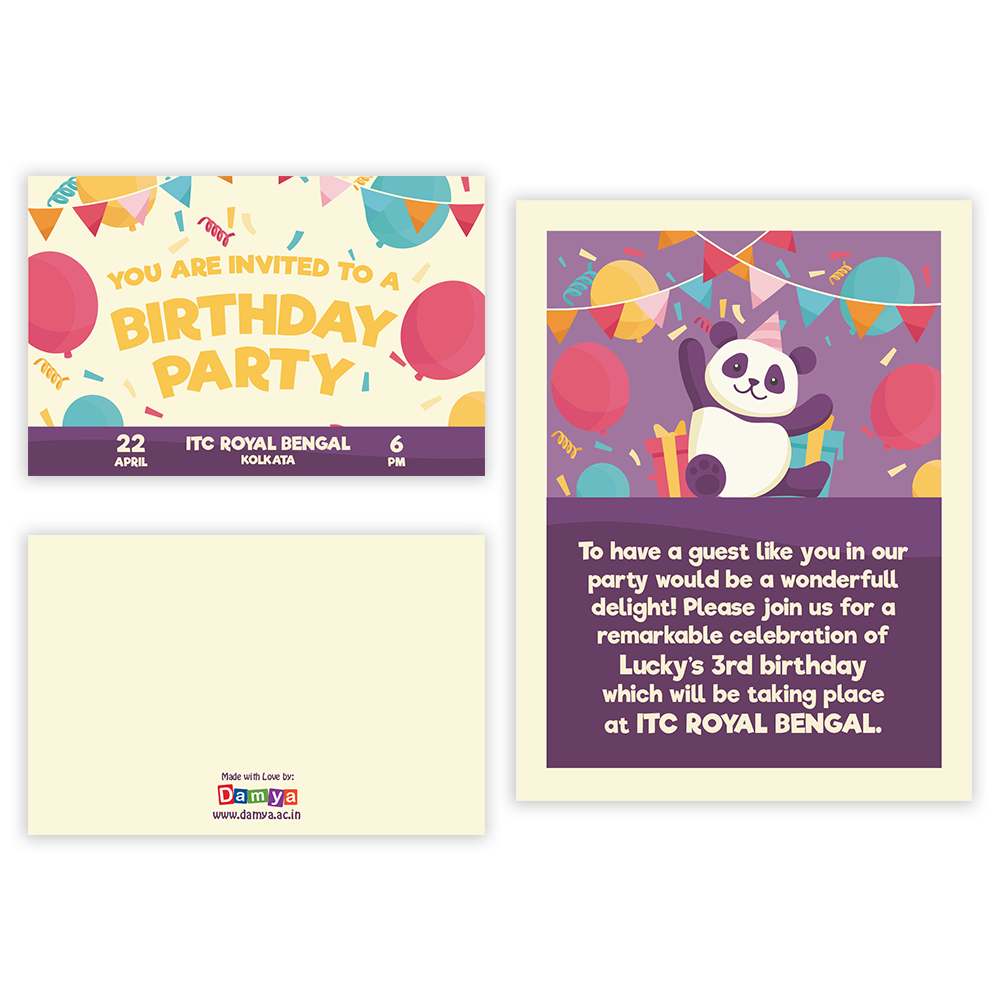 YOU ARE INVITED TO A
BIRTHDAY
PARTY
22
APRIL
ITC ROYAL BENGAL
KOLKATA
6
PM
Made with Love by:
Damya
www.damya.ac.in
To have a guest like you in our
party would be a wonderfull
delight! Please join us for a
remarkable celebration of
Lucky's 3rd birthday
which will be taking place
at ITC ROYAL BENGAL.